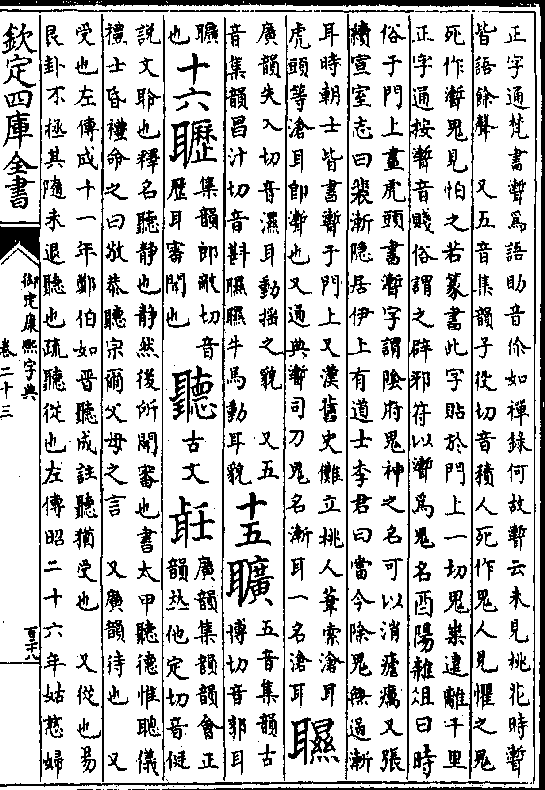 正字通梵書聻爲語助音你如禪錄何故聻云未見桃花時聻
皆語餘聲 又五音集韻子役切音積人死作鬼人見懼之鬼
死作聻鬼見怕之若篆書此字貼於門上一切鬼祟遠離千里
正字通按聻音賤俗謂之辟邪符以聻爲鬼名酉陽雜俎曰時
俗于門上畫虎頭書聻字謂陰府鬼神之名可以消瘧癘又張
續宣室志曰裴漸隱居伊上有道士李君曰當今除鬼無過漸
耳時朝士皆書聻于門上又漢舊史儺立桃人葦索滄耳
虎頭等滄耳卽聻也又通典聻司刀鬼名漸耳一名滄耳
廣韻失入切音濕耳動揺之貌 又五
音集韻昌汁切音斟牛馬動耳貌
十五
五音集韻古
博切音郭耳
也
十六
集韻郎敵切音
歷耳審聞也
聽
古文
廣韻集韻韻會正
韻𠀤他定切音侹
說文聆也釋名聽靜也靜然後所聞審也書太甲聽德惟聰儀
禮士昏禮命之曰敬恭聽宗爾父母之言 又廣韻待也 又
受也左傳成十一年鄭伯如晉聽成註聽猶受也 又從也易
艮卦不極其隨未退聽也疏聽從也左傳昭二十六年姑慈婦
欽定四庫全書
御定康熙字典
卷二十三